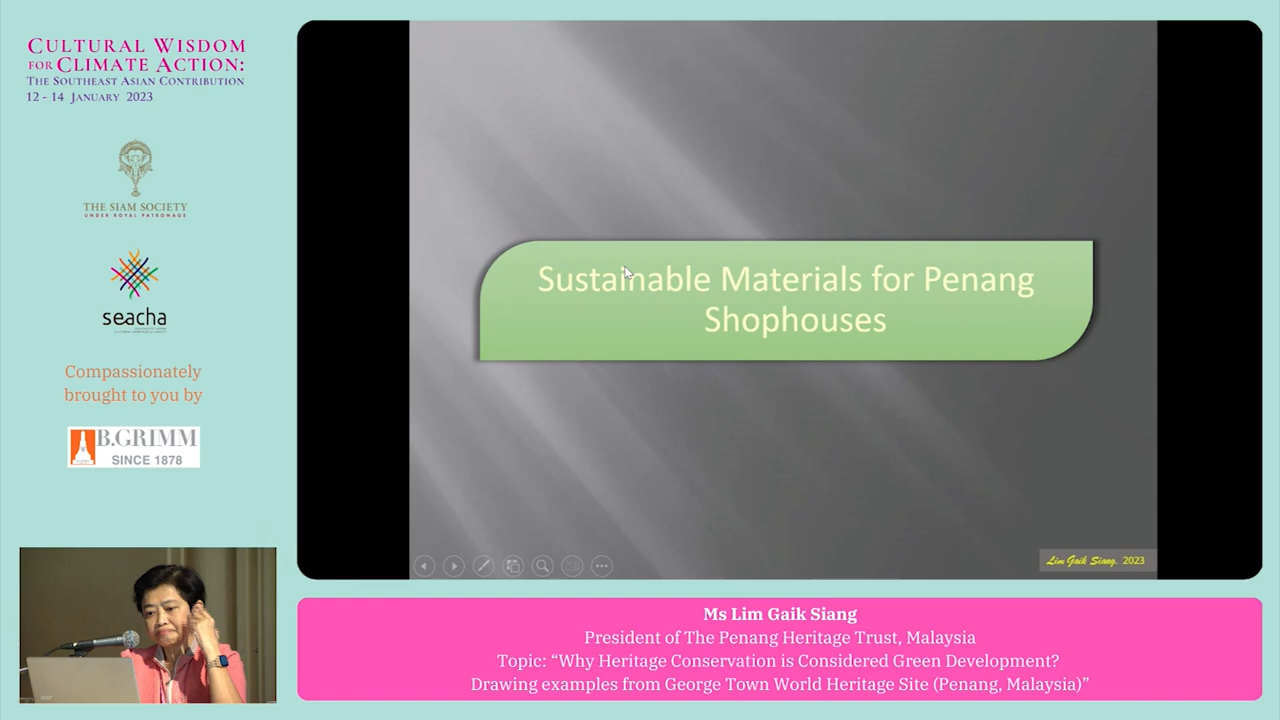 CULTURAL WISDOM
FOR CLIMATE ACTION:
THE SOUTHEAST ASIAN CONTRIBUTION
12 - 14 JANUARY 2023
THE SIAM SOCIETY
UNDER ROYAL PATRONAGE
seacha
Compassionately
brought to you by
B.GRIMM
SINCE 1878
Sustainable Materials for Penang
Shophouses
Lim Gaik Siang. 2023
Ms Lim Gaik Siang
President of The Penang Heritage Trust, Malaysia
Topic: “Why Heritage Conservation is Considered Green Development?
Drawing examples from George Town World Heritage Site (Penang, Malaysia)”